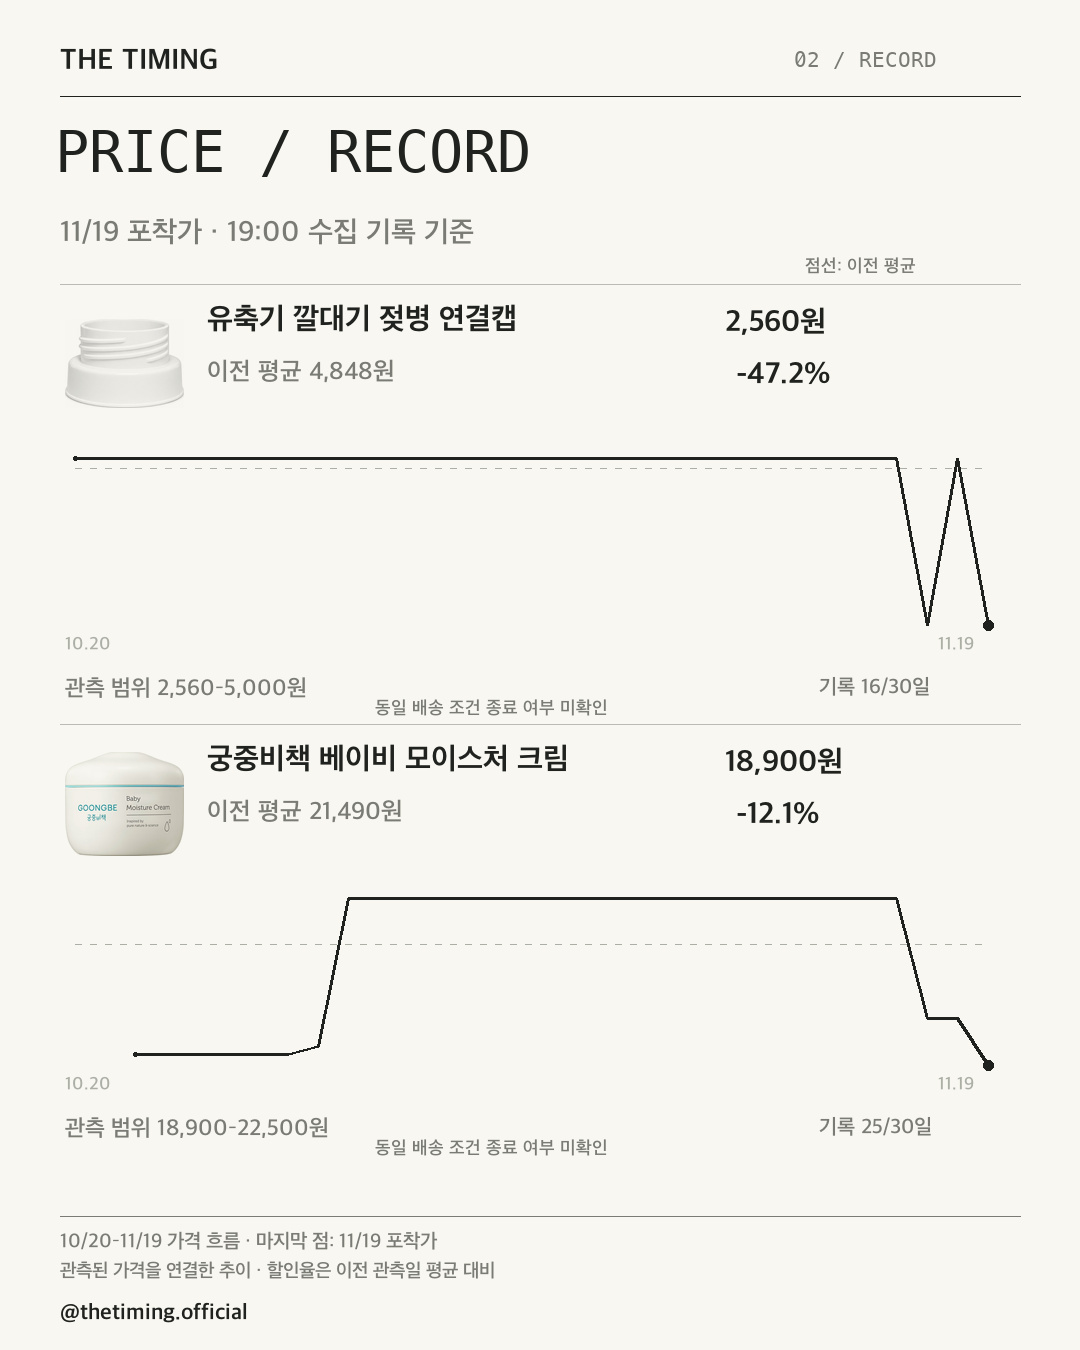 THE TIMING
02 / RECORD
PRICE / RECORD
11/19 포착가 · 19:00 수집 기록 기준
점선: 이전 평균
유축기 깔대기 젖병 연결캡
2,560원
이전 평균 4,848원
-47.2%
10.20
11.19
관측 범위 2,560-5,000원
기록 16/30일
동일 배송 조건 종료 여부 미확인
궁중비책 베이비 모이스처 크림
18,900원
GOONGBE
궁중비책
Baby
Moisture Cream
이전 평균 21,490원
-12.1%
10.20
11.19
관측 범위 18,900-22,500원
기록 25/30일
동일 배송 조건 종료 여부 미확인
10/20-11/19 가격 흐름 · 마지막 점: 11/19 포착가
관측된 가격을 연결한 추이 · 할인율은 이전 관측일 평균 대비
@thetiming.official